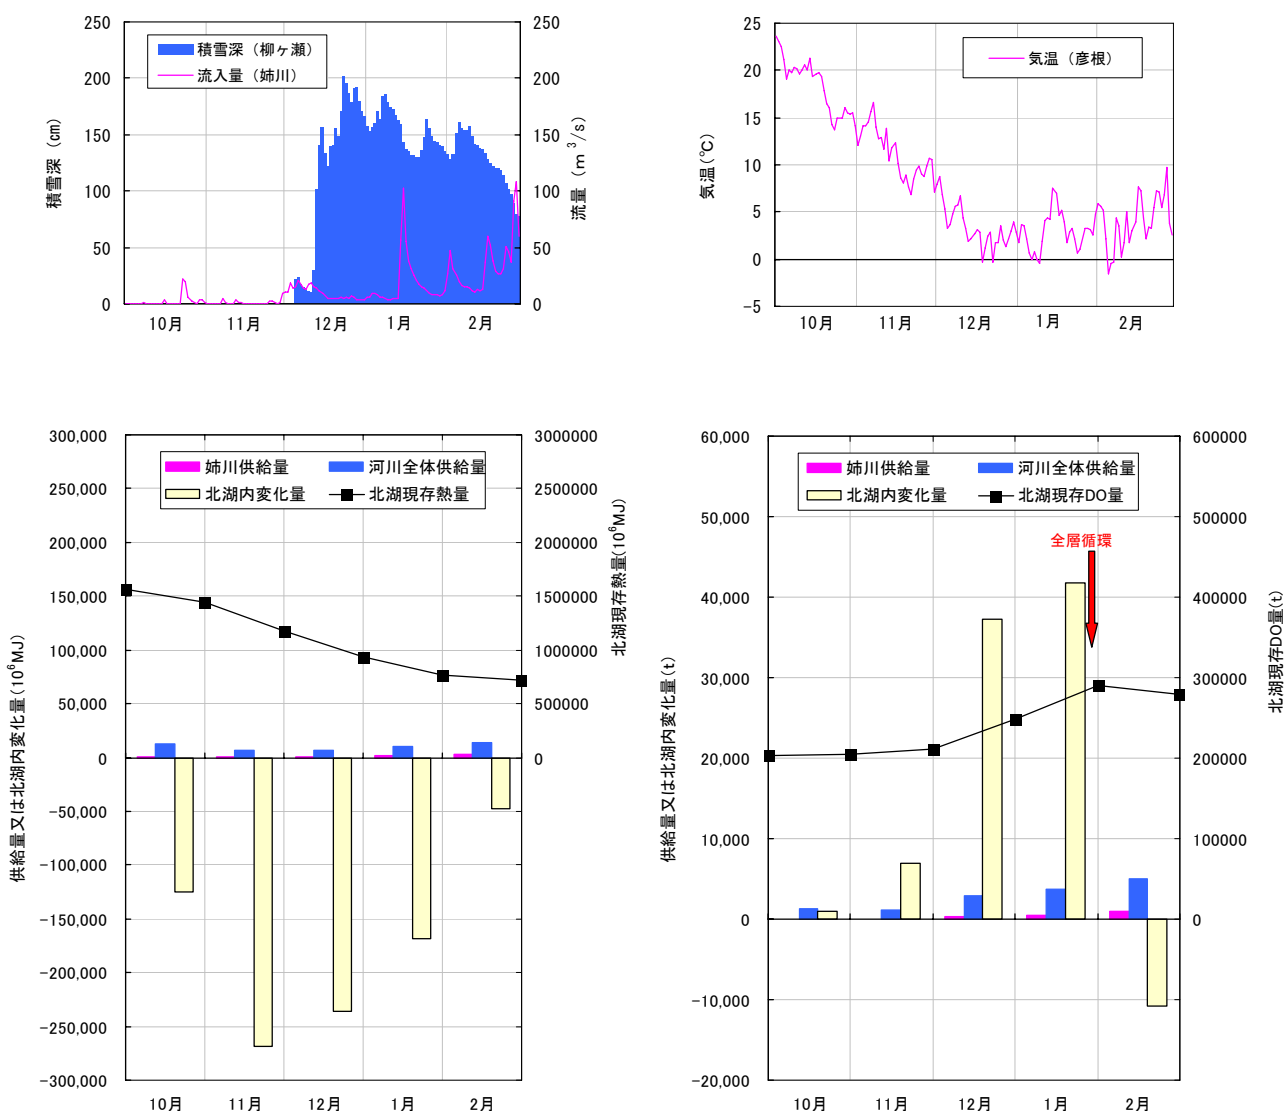 250
200
150
100
50
0
積雪深 (cm)
250
200
150
100
50
0
流量 (m³/s)
積雪深 (柳ヶ瀬)
流入量 (姉川)
10月 11月 12月 1月 2月
25
20
15
10
5
0
-5
気温(℃)
気温 (彦根)
10月 11月 12月 1月 2月
300,000
250,000
200,000
150,000
100,000
50,000
0
-50,000
-100,000
-150,000
-200,000
-250,000
-300,000
供給量又は北湖内変化量(10⁶MJ)
3000000
2500000
2000000
1500000
1000000
500000
0
北湖現存熱量(10⁶MJ)
姉川供給量 河川全体供給量
北湖内変化量 北湖現存熱量
10月 11月 12月 1月 2月
60,000
50,000
40,000
30,000
20,000
10,000
0
-10,000
-20,000
供給量又は北湖内変化量(t)
600000
500000
400000
300000
200000
100000
0
北湖現存DO量(t)
姉川供給量 河川全体供給量
北湖内変化量 北湖現存DO量
全層循環
10月 11月 12月 1月 2月